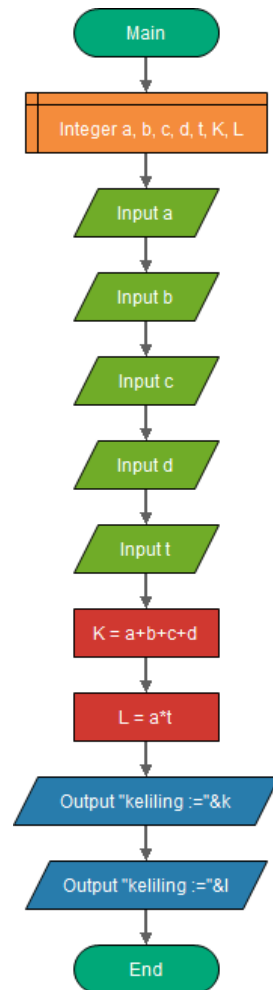 Main
Integer a, b, c, d, t, K, L
Input a
Input b
Input c
Input d
Input t
K = a+b+c+d
L = a*t
Output "keliling :="&k
Output "keliling :="&l
End